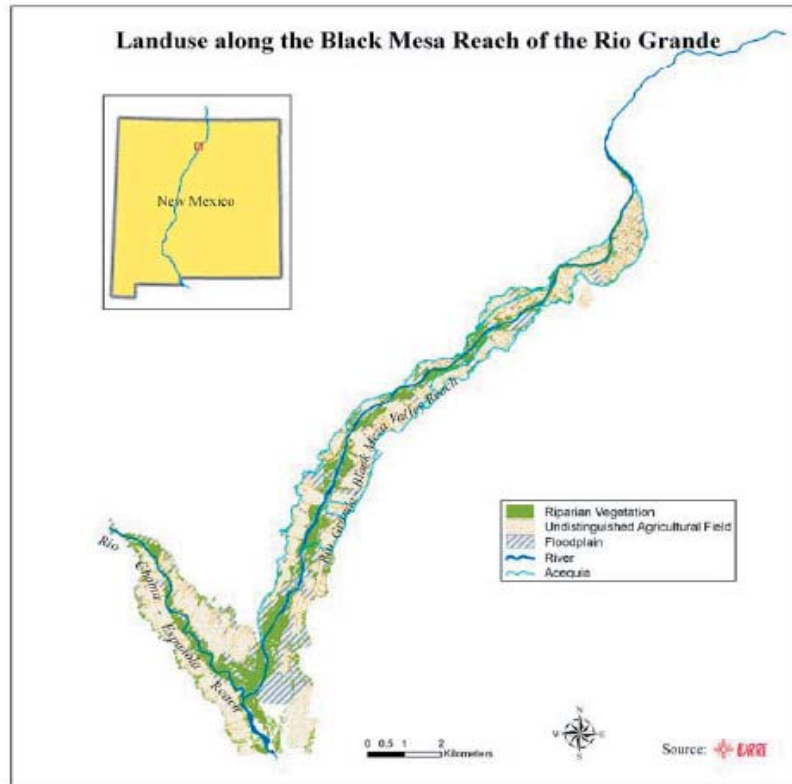 Landuse along the Black Mesa Reach of the Rio Grande
New Mexico
Rio Grande - Black Mesa Valley Reach
Rio Chama - Española Reach
Riparian Vegetation
Undistinguished Agricultural Field
Floodplain
River
Acequia
N
W E
S
0 0.5 1 2
Kilometers
Source: